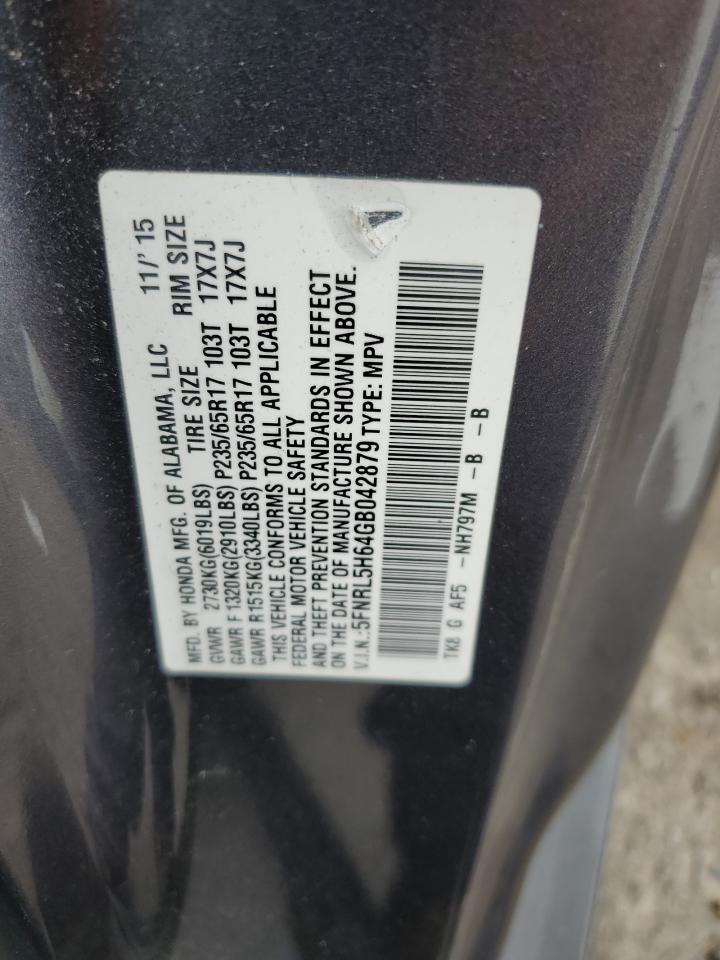 MFD. BY HONDA MFG. OF ALABAMA, LLC 11/' 15
GVWR 2730KG(6019LBS) TIRE SIZE RIM SIZE
GAWR F 1320KG(2910LBS) P235/65R17 103T 17X7J
GAWR R1515KG(3340LBS) P235/65R17 103T 17X7J
THIS VEHICLE CONFORMS TO ALL APPLICABLE
FEDERAL MOTOR VEHICLE SAFETY
AND THEFT PREVENTION STANDARDS IN EFFECT
ON THE DATE OF MANUFACTURE SHOWN ABOVE.
V.I.N.:5FNRL5H64GB042879 TYPE: MPV
TK8 G AF5 -NH797M -B -B